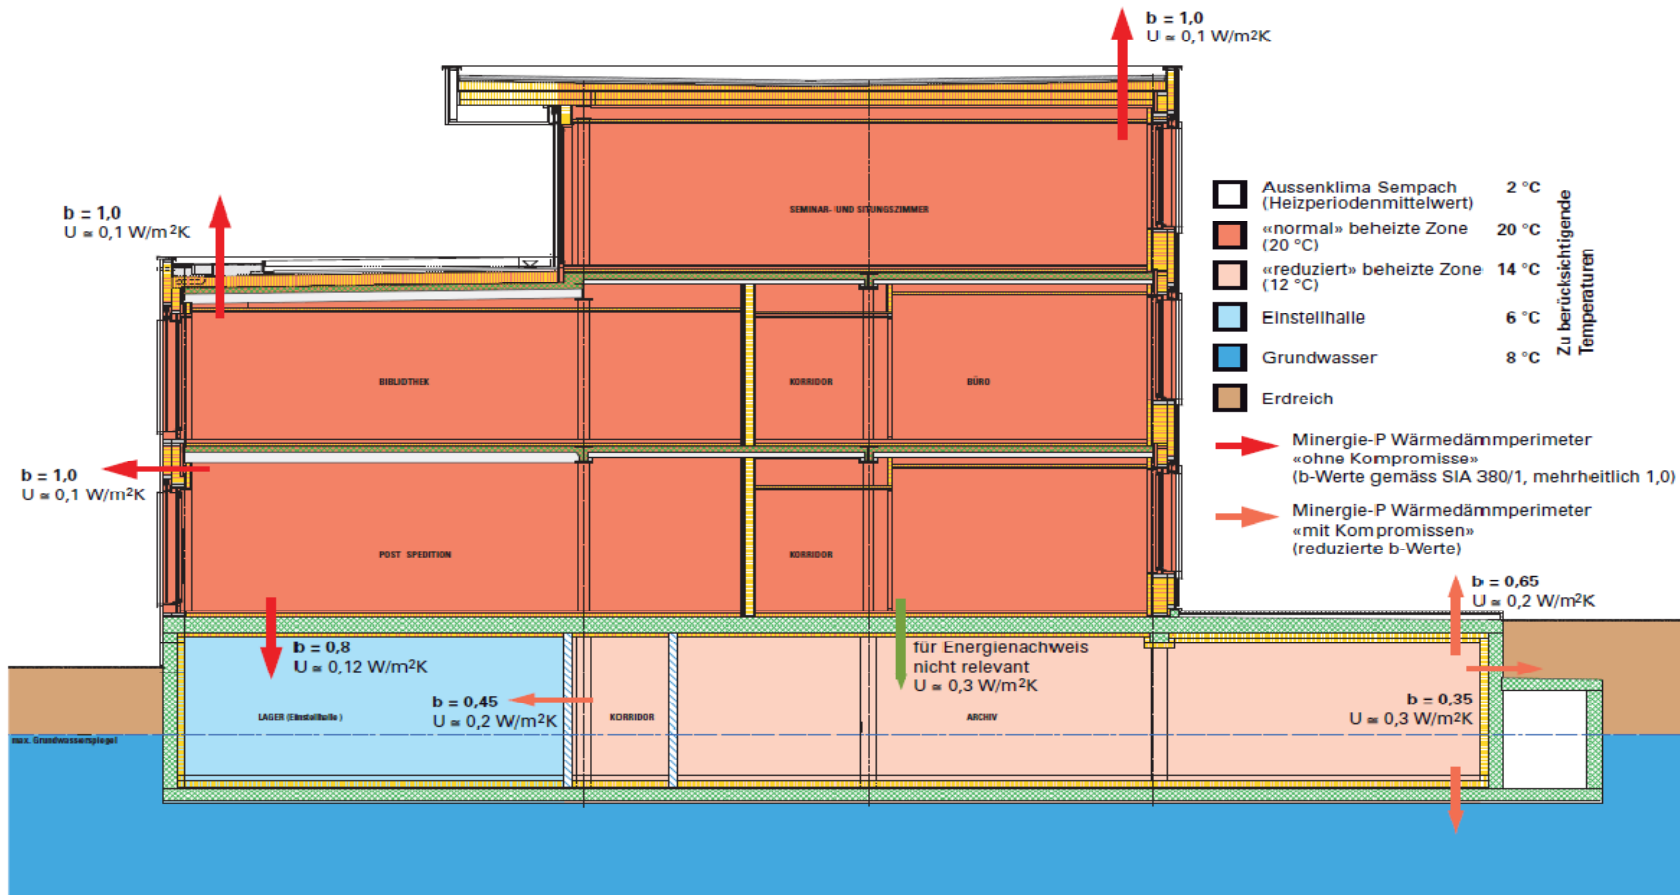 b = 1,0
U ≃ 0,1 W/m²K
b = 1,0
U ≃ 0,1 W/m²K
SEMINAR- UND SITUNGSZIMMER
Aussenklima Sempach 2 °C
(Heizperiodenmittelwert)
«normal» beheizte Zone 20 °C
(20 °C)
«reduziert» beheizte Zone 14 °C
(12 °C)
Einstellhalle 6 °C
Grundwasser 8 °C
Erdreich
Zu berücksichtigende
Temperaturen
BIBLIOTHEK
KORRIDOR
BÜRO
b = 1,0
U ≃ 0,1 W/m²K
Minergie-P Wärmedämmperimeter
«ohne Kompromisse»
(b-Werte gemäss SIA 380/1, mehrheitlich 1,0)
Minergie-P Wärmedämmperimeter
«mit Kompromissen»
(reduzierte b-Werte)
POST SPEDITION
KORRIDOR
b = 0,65
U ≃ 0,2 W/m²K
b = 0,8
U ≃ 0,12 W/m²K
für Energienachweis
nicht relevant
U ≃ 0,3 W/m²K
b = 0,45
U ≃ 0,2 W/m²K
b = 0,35
U ≃ 0,3 W/m²K
LAGER (Einstellhalle)
KORRIDOR
ARCHIV
max. Grundwasserspiegel